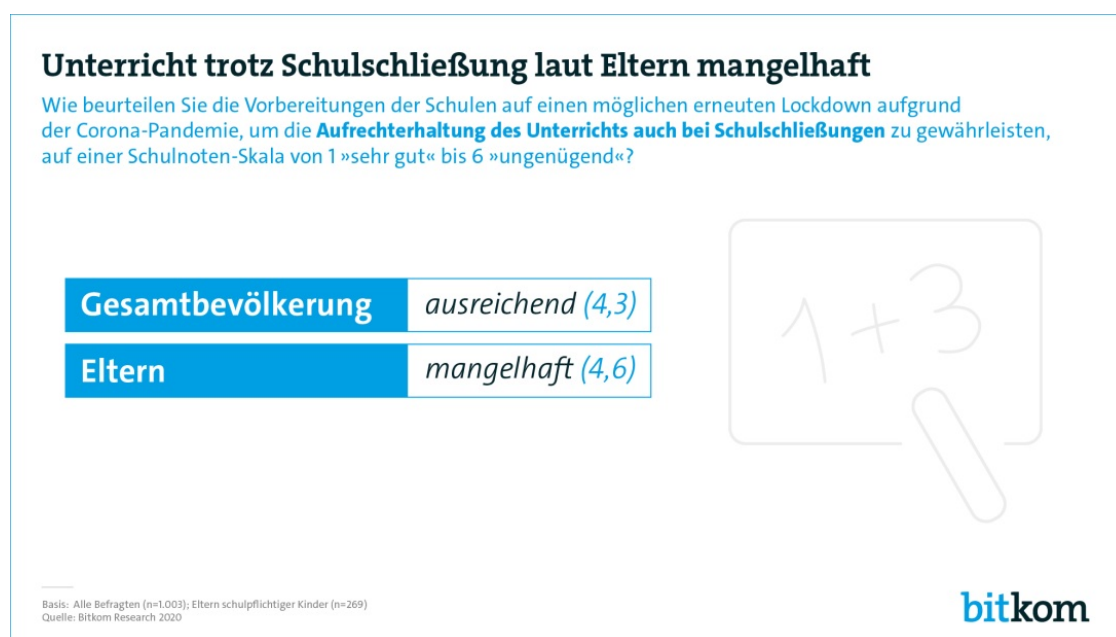 Unterricht trotz Schulschließung laut Eltern mangelhaft
Wie beurteilen Sie die Vorbereitungen der Schulen auf einen möglichen erneuten Lockdown aufgrund
der Corona-Pandemie, um die Aufrechterhaltung des Unterrichts auch bei Schulschließungen zu gewährleisten,
auf einer Schulnoten-Skala von 1 »sehr gut« bis 6 »ungenügend«?
Gesamtbevölkerung ausreichend (4,3)
Eltern mangelhaft (4,6)
1+3
Basis: Alle Befragten (n=1.003); Eltern schulpflichtiger Kinder (n=269)
Quelle: Bitkom Research 2020
bitkom